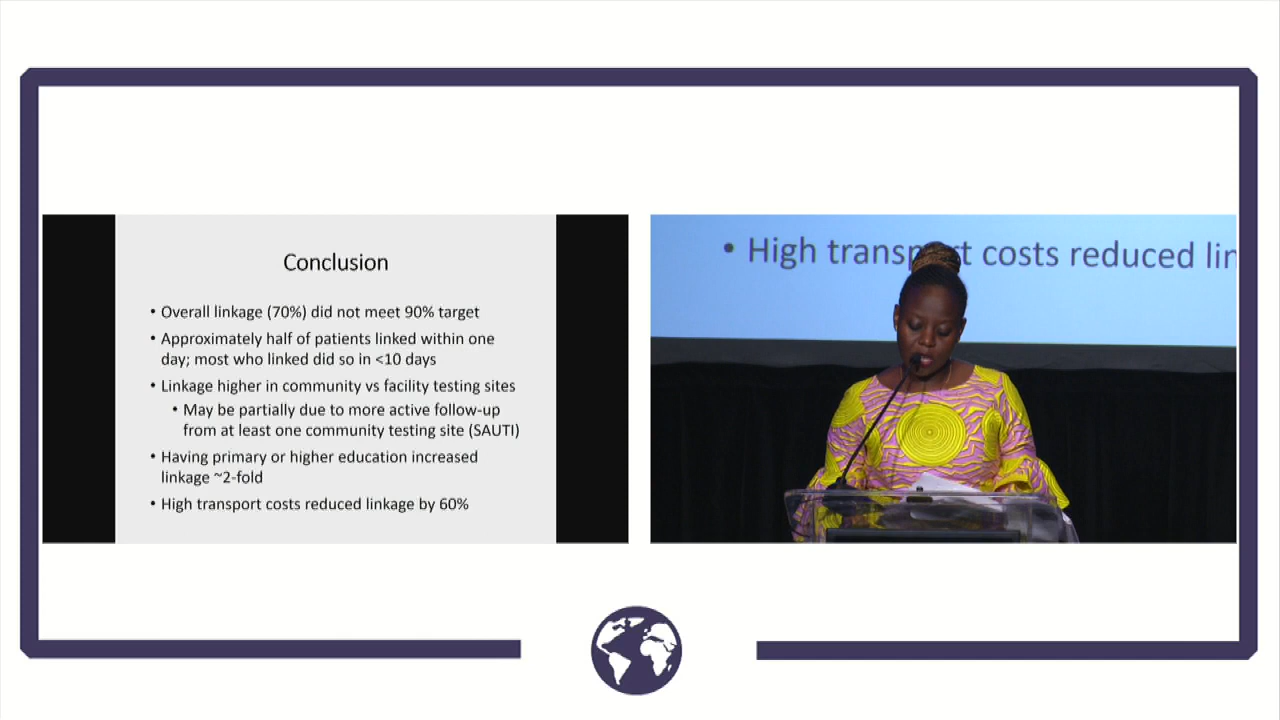 Conclusion
• Overall linkage (70%) did not meet 90% target
• Approximately half of patients linked within one
day; most who linked did so in <10 days
• Linkage higher in community vs facility testing sites
• May be partially due to more active follow-up
from at least one community testing site (SAUTI)
• Having primary or higher education increased
linkage ~2-fold
• High transport costs reduced linkage by 60%
• High transport costs reduced lin